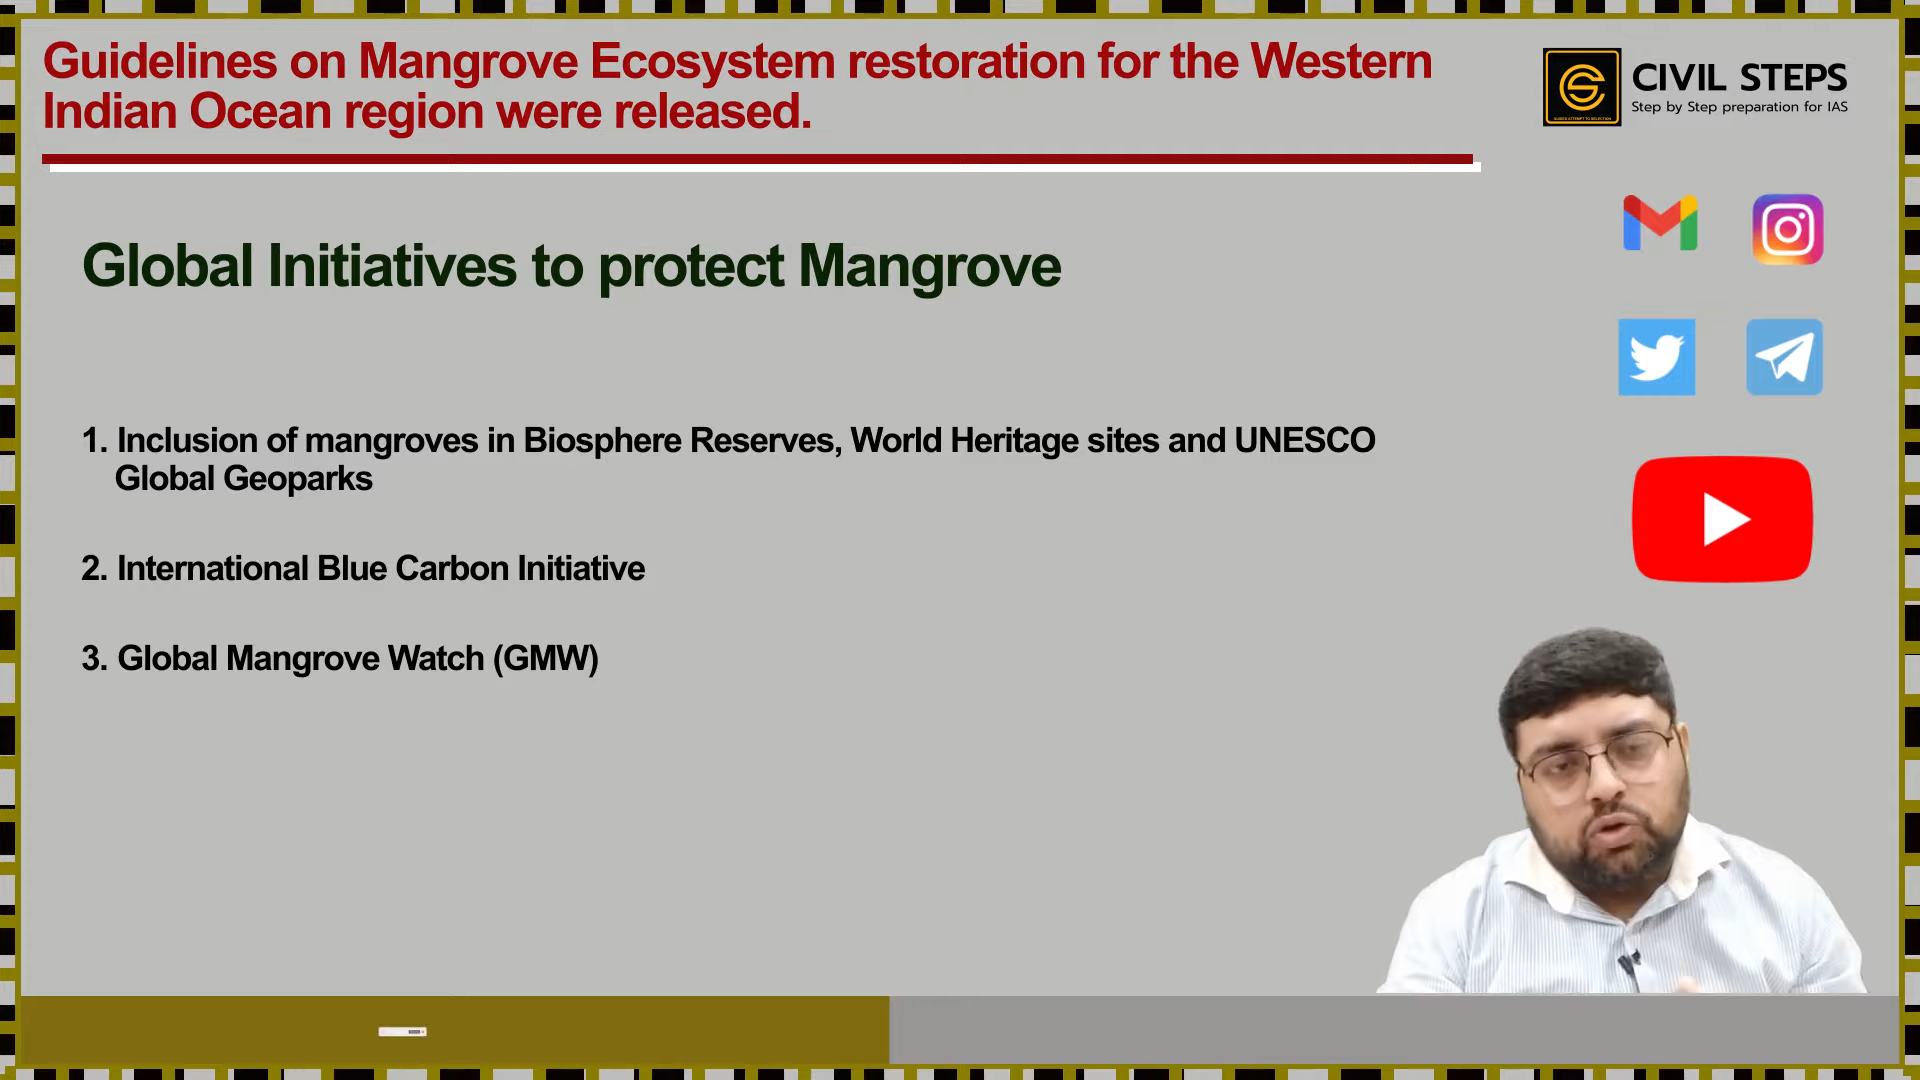 Guidelines on Mangrove Ecosystem restoration for the Western
Indian Ocean region were released.
CIVIL STEPS
Step by Step preparation for IAS
Global Initiatives to protect Mangrove
1. Inclusion of mangroves in Biosphere Reserves, World Heritage sites and UNESCO
Global Geoparks
2. International Blue Carbon Initiative
3. Global Mangrove Watch (GMW)